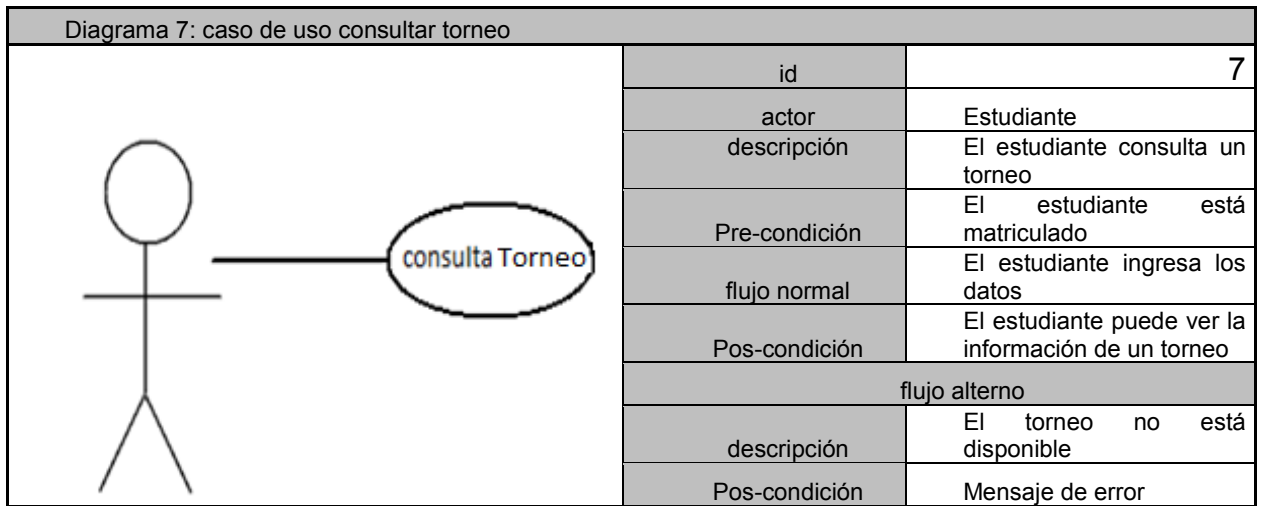 Diagrama 7: caso de uso consultar torneo
consulta Torneo
id
7
actor
Estudiante
descripción
El estudiante consulta un
torneo
Pre-condición
El estudiante está
matriculado
flujo normal
El estudiante ingresa los
datos
Pos-condición
El estudiante puede ver la
información de un torneo
flujo alterno
descripción
El torneo no está
disponible
Pos-condición
Mensaje de error